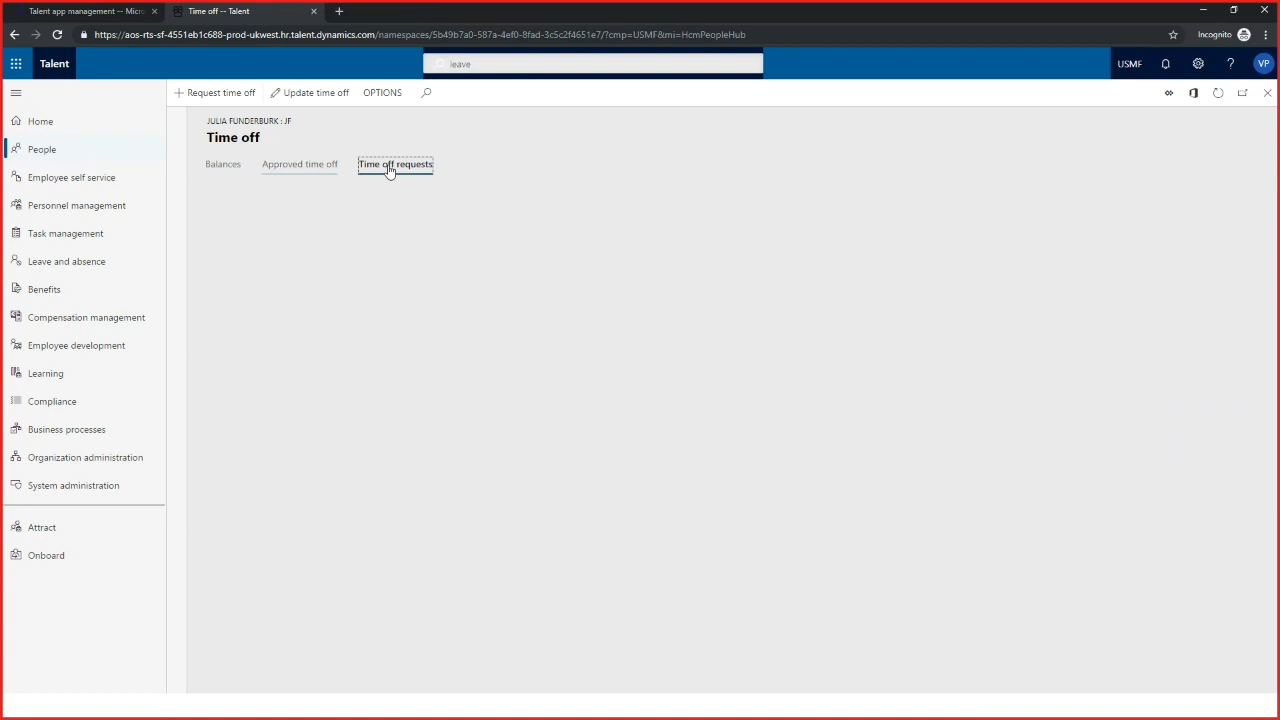 Talent app management -- Micro
Time off -- Talent
https://aos-rts-sf-4551eb1c688-prod-ukwest.hr.talent.dynamics.com/namespaces/5b49b7a0-587a-4ef0-8fad-3c5c2f4651e7/?cmp=USMF&mi=HcmPeopleHub
Incognito
Talent
leave
USMF
VP
Request time off
Update time off
OPTIONS
JULIA FUNDERBURK : JF
Time off
Balances
Approved time off
Time off requests
Home
People
Employee self service
Personnel management
Task management
Leave and absence
Benefits
Compensation management
Employee development
Learning
Compliance
Business processes
Organization administration
System administration
Attract
Onboard